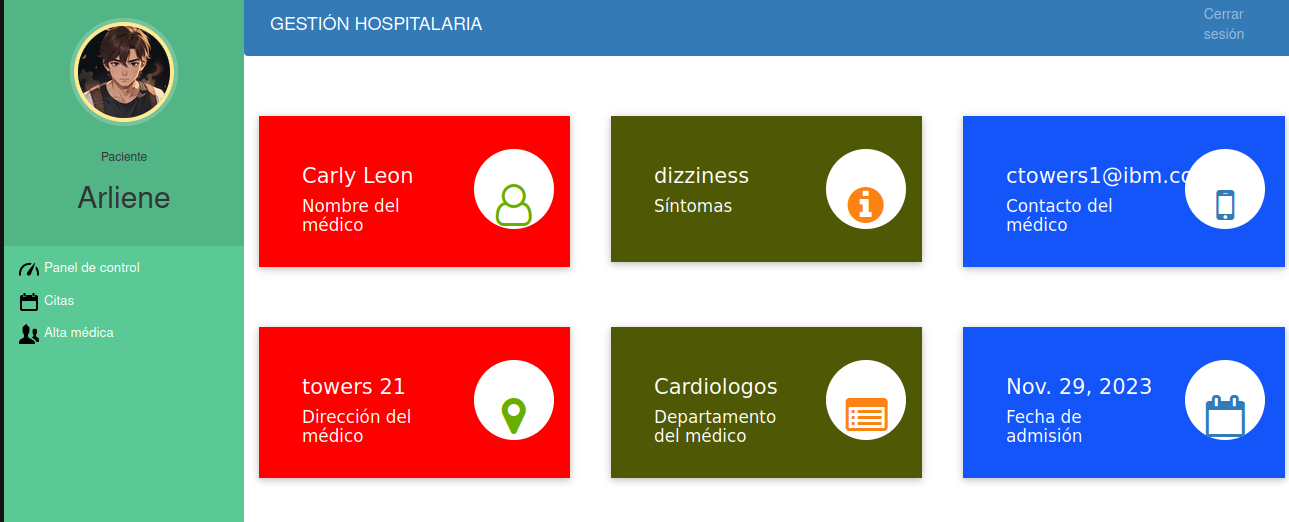 GESTIÓN HOSPITALARIA
Cerrar
sesión
Paciente
Arliene
Panel de control
Citas
Alta médica
Carly Leon
Nombre del
médico
dizziness
Síntomas
ctowers1@ibm.co
Contacto del
médico
towers 21
Dirección del
médico
Cardiologos
Departamento
del médico
Nov. 29, 2023
Fecha de
admisión